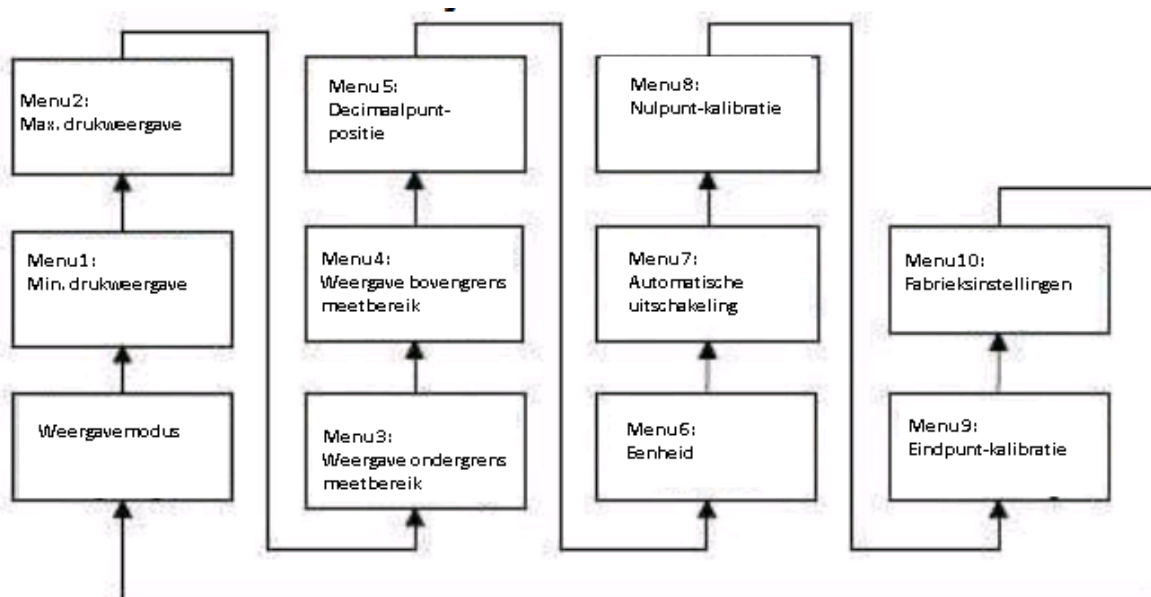 Menu2:
Max. drukweergave
Menu1:
Min. drukweergave
Weergavemodus
Menu5:
Decimaalpunt-
positie
Menu4:
Weergave bovengrens
meetbereik
Menu3:
Weergave ondergrens
meetbereik
Menu8:
Nulpunt-kalibratie
Menu7:
Automatische
uitschakeling
Menu6:
Eenheid
Menu10:
Fabrieksinstellingen
Menu9:
Eindpunt-kalibratie